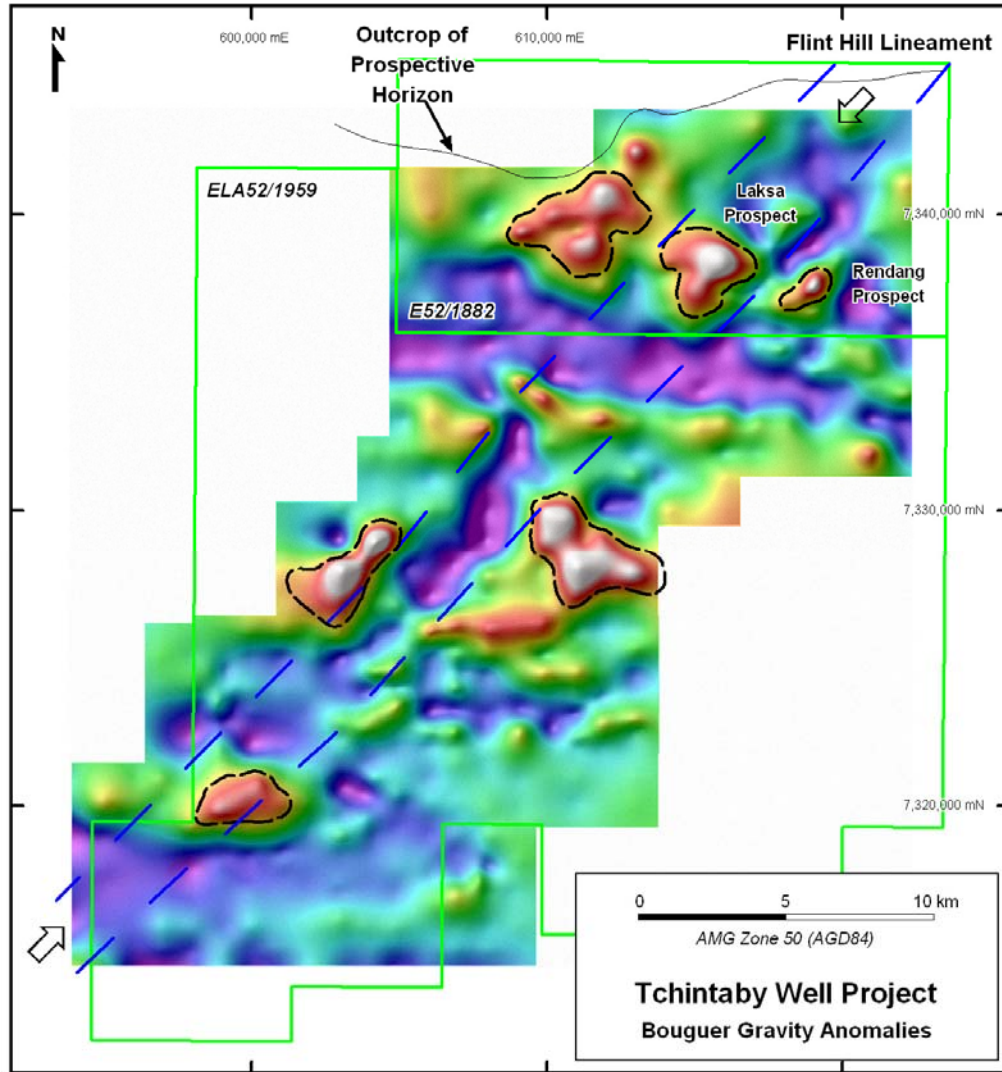 N
600,000 mE
610,000 mE
Outcrop of
Prospective
Horizon
Flint Hill Lineament
ELA52/1959
Laksa
Prospect
7,340,000 mN
Rendang
Prospect
E52/1882
7,330,000 mN
7,320,000 mN
0 5 10 km
AMG Zone 50 (AGD84)
Tchintaby Well Project
Bouguer Gravity Anomalies